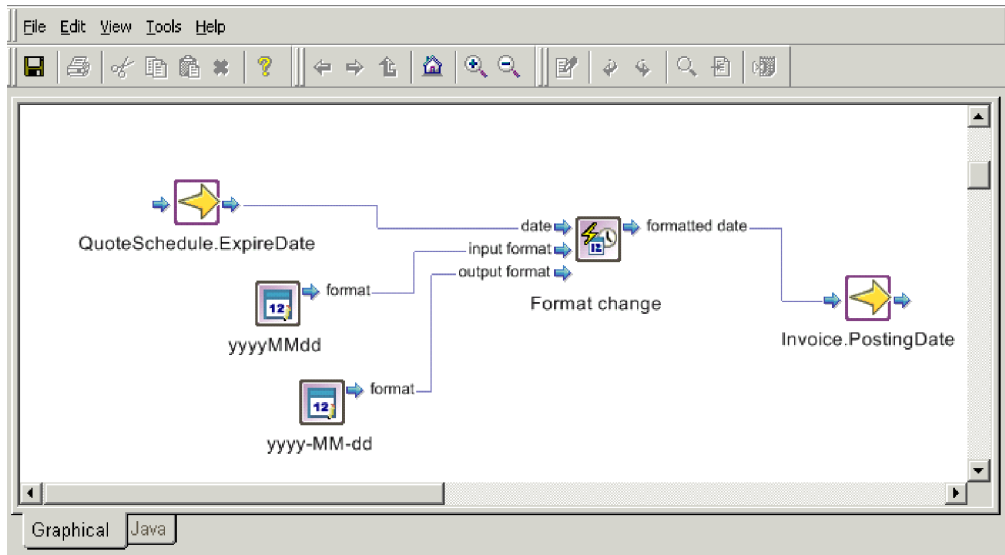 File Edit View Tools Help
date
formatted date
QuoteSchedule.ExpireDate
input format
output format
format
Format change
yyyyMMdd
Invoice.PostingDate
format
yyyy-MM-dd
Graphical Java